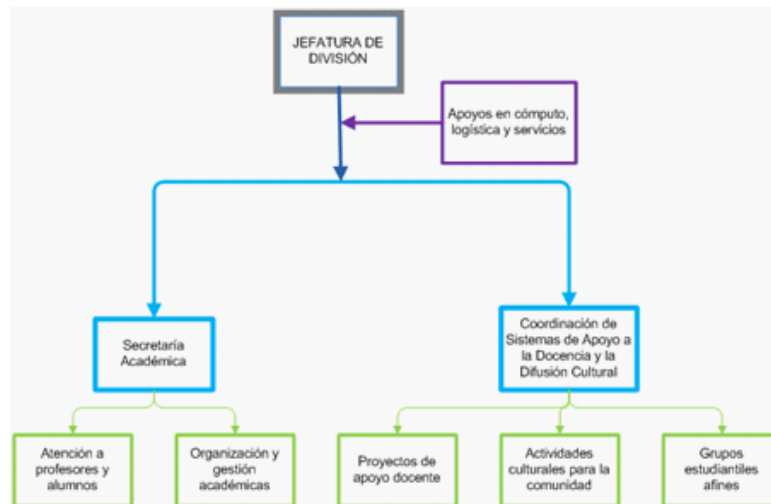 JEFATURA DE
DIVISIÓN
Apoyos en cómputo,
logística y servicios
Secretaría
Académica
Coordinación de
Sistemas de Apoyo a
la Docencia y la
Difusión Cultural
Atención a
profesores y
alumnos
Organización y
gestión
académicas
Proyectos de
apoyo docente
Actividades
culturales para la
comunidad
Grupos
estudiantiles
afines